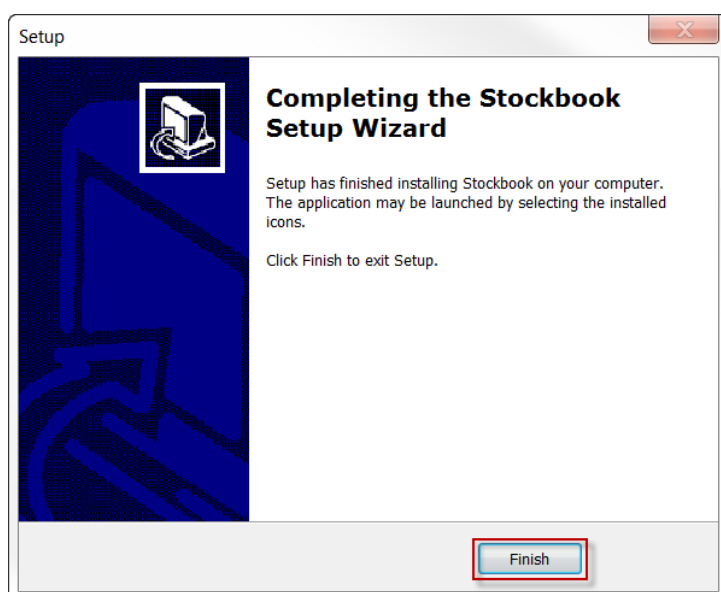 Setup
Completing the Stockbook
Setup Wizard
Setup has finished installing Stockbook on your computer.
The application may be launched by selecting the installed
icons.
Click Finish to exit Setup.
Finish